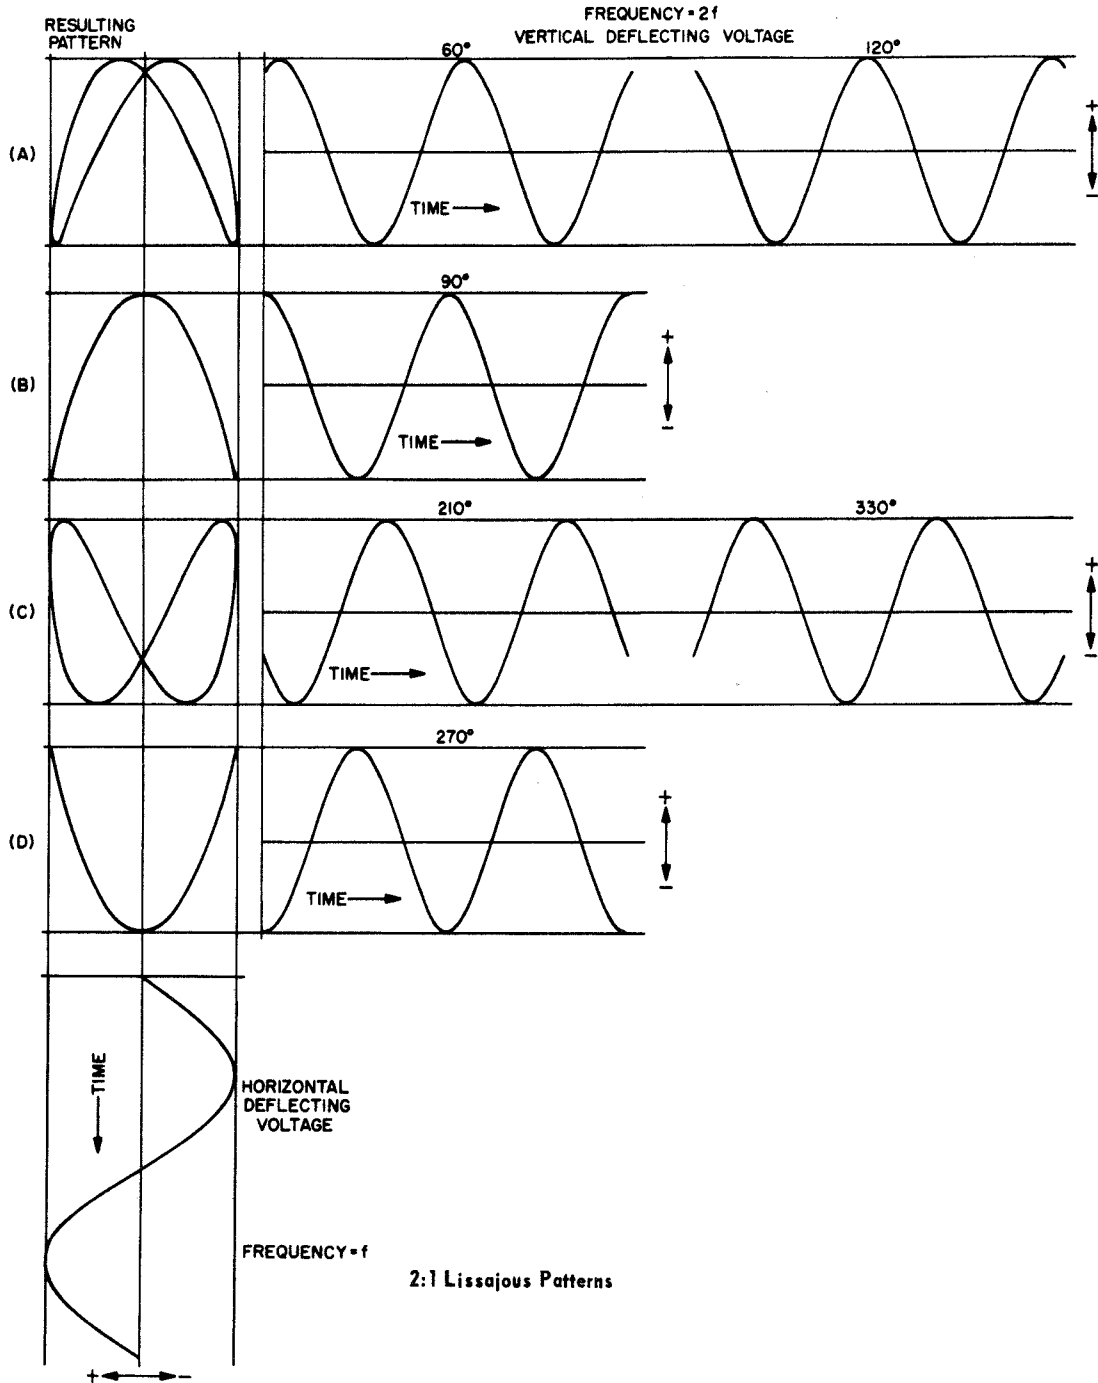 RESULTING
PATTERN
FREQUENCY = 2f
VERTICAL DEFLECTING VOLTAGE
60°
120°
(A)
+
-
TIME
90°
(B)
+
-
TIME
210°
330°
(C)
+
-
TIME
270°
(D)
+
-
TIME
TIME
HORIZONTAL
DEFLECTING
VOLTAGE
FREQUENCY = f
2:1 Lissajous Patterns
+ -